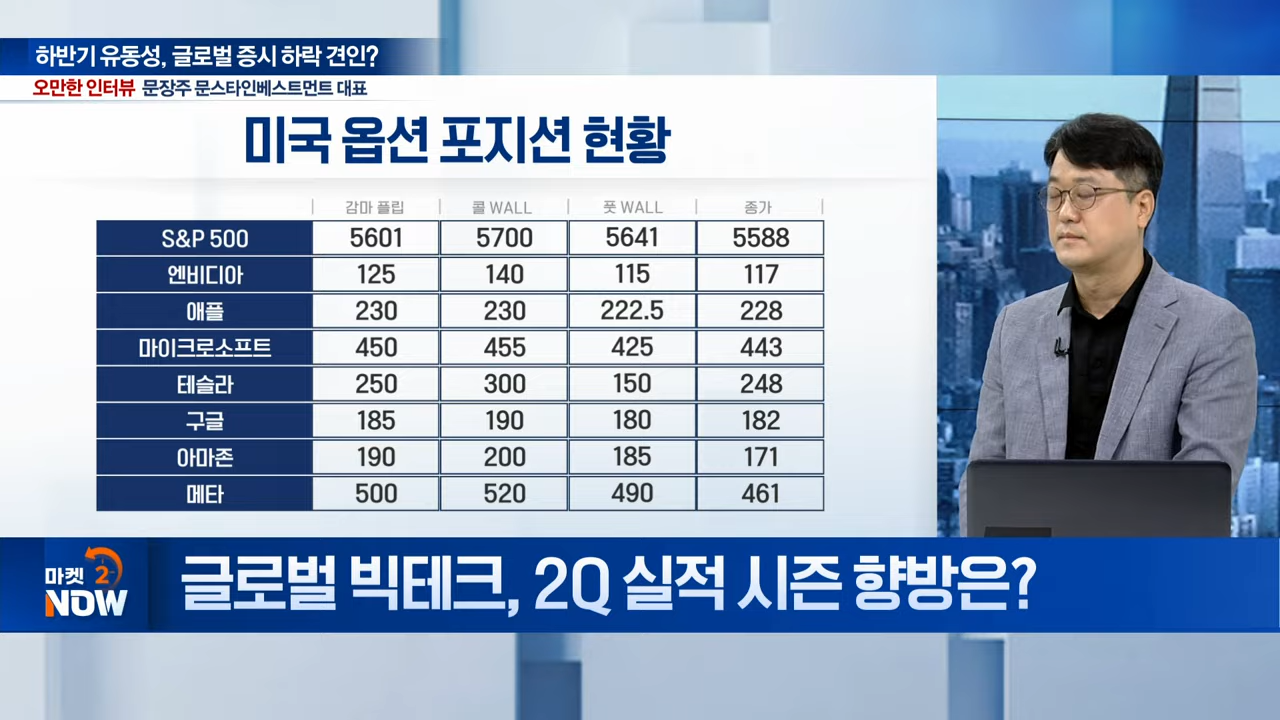 하반기 유동성, 글로벌 증시 하락 견인?
오만한 인터뷰 문장주 문스타인베스트먼트 대표
미국 옵션 포지션 현황
감마 플립 콜 WALL 풋 WALL 종가
S&P 500 5601 5700 5641 5588
엔비디아 125 140 115 117
애플 230 230 222.5 228
마이크로소프트 450 455 425 443
테슬라 250 300 150 248
구글 185 190 180 182
아마존 190 200 185 171
메타 500 520 490 461
마켓 2
NOW
글로벌 빅테크, 2Q 실적 시즌 향방은?